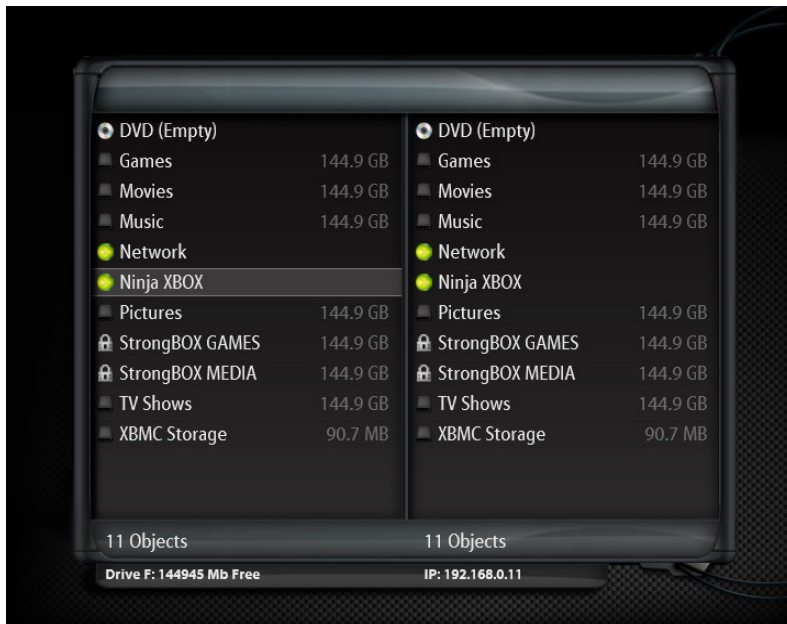 DVD (Empty)
Games 144.9 GB
Movies 144.9 GB
Music 144.9 GB
Network
Ninja XBOX
Pictures 144.9 GB
StrongBOX GAMES 144.9 GB
StrongBOX MEDIA 144.9 GB
TV Shows 144.9 GB
XBMC Storage 90.7 MB
11 Objects
Drive F: 144945 Mb Free
DVD (Empty)
Games 144.9 GB
Movies 144.9 GB
Music 144.9 GB
Network
Ninja XBOX
Pictures 144.9 GB
StrongBOX GAMES 144.9 GB
StrongBOX MEDIA 144.9 GB
TV Shows 144.9 GB
XBMC Storage 90.7 MB
11 Objects
IP: 192.168.0.11